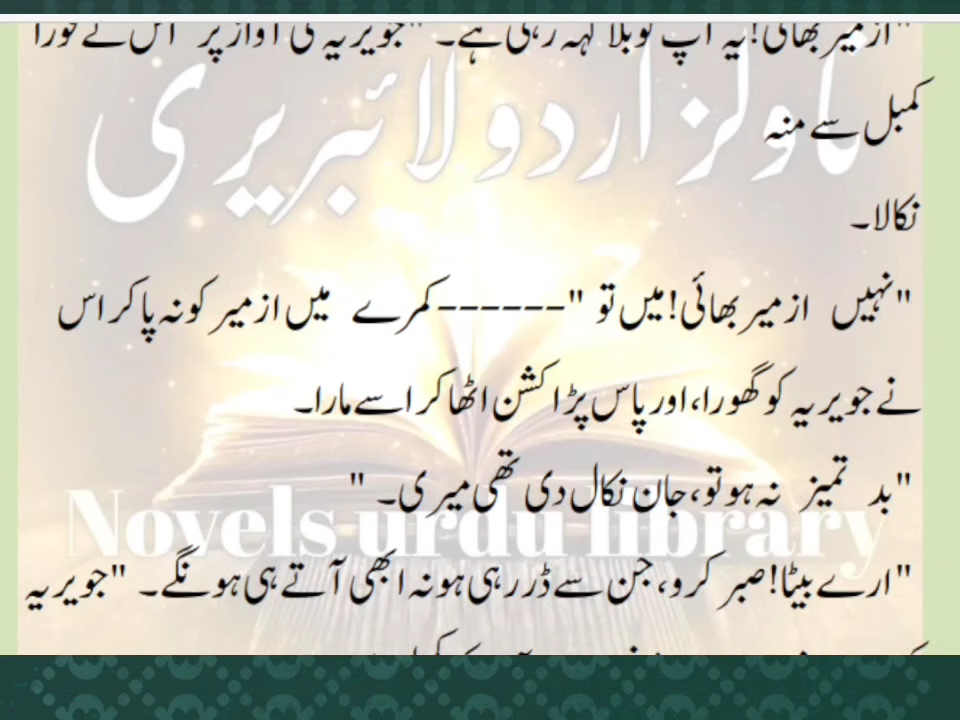 "ازمیر بھائی! یہ آپ کو بلا کہہ رہی ہے۔ "جویریہ کی آواز پر اس نے فورا
کمبل سے منہ
ناولز اردو لائبریری
نکالا۔
"نہیں ازمیر بھائی! میں تو "------ کمرے میں ازمیر کو نہ پا کر اس
نے جویریہ کو گھورا، اور پاس پڑا کشن اٹھا کر اسے مارا۔
"بد تمیز نہ ہو تو، جان نکال دی تھی میری۔ "
Novels urdu library
"ارے بیٹا! صبر کرو، جن سے ڈر رہی ہو نہ ابھی آتے ہی ہونگے۔ "جویریہ